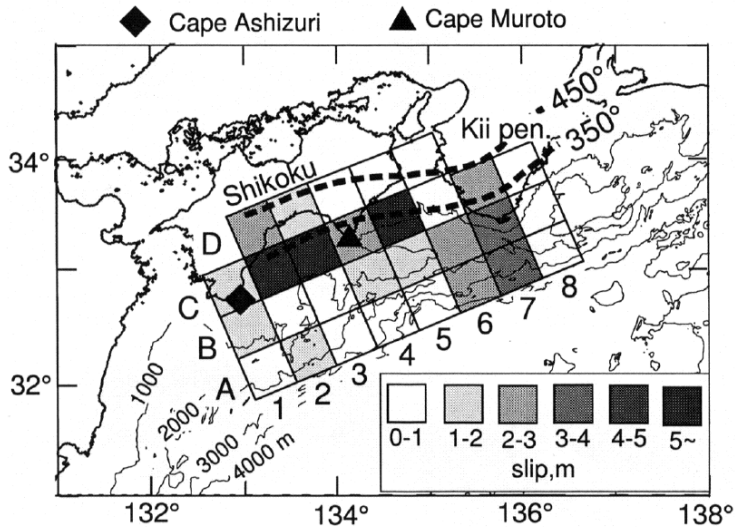 Cape Ashizuri Cape Muroto
450°
Kii pen.
350°
34°
Shikoku
D
C
B
A
1 2 3 4 5 6 7 8
32°
1000
2000
3000
4000 m
0-1 1-2 2-3 3-4 4-5 5~
slip,m
132° 134° 135° 136° 138°